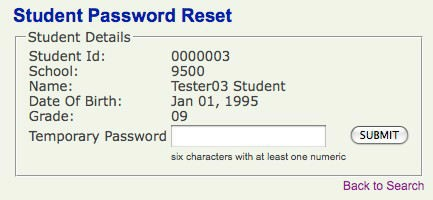 Student Password Reset
Student Details
Student Id: 0000003
School: 9500
Name: Tester03 Student
Date Of Birth: Jan 01, 1995
Grade: 09
Temporary Password SUBMIT
six characters with at least one numeric
Back to Search